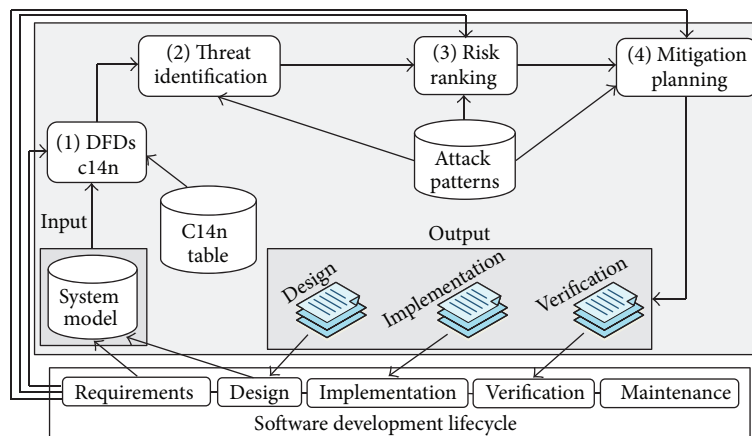 (2) Threat
identification
(3) Risk
ranking
(4) Mitigation
planning
(1) DFDs
c14n
Attack
patterns
Input
C14n
table
Output
System
model
Design
Implementation
Verification
Requirements
Design
Implementation
Verification
Maintenance
Software development lifecycle